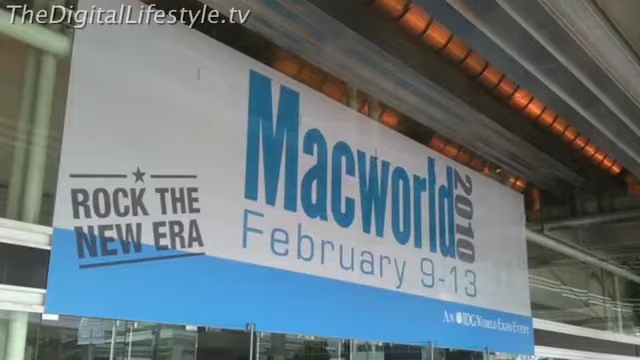 TheDigitalLifestyle.tv
Macworld
2010
ROCK THE
NEW ERA
February 9-13
AN IDG WORLD EXPO EVENT